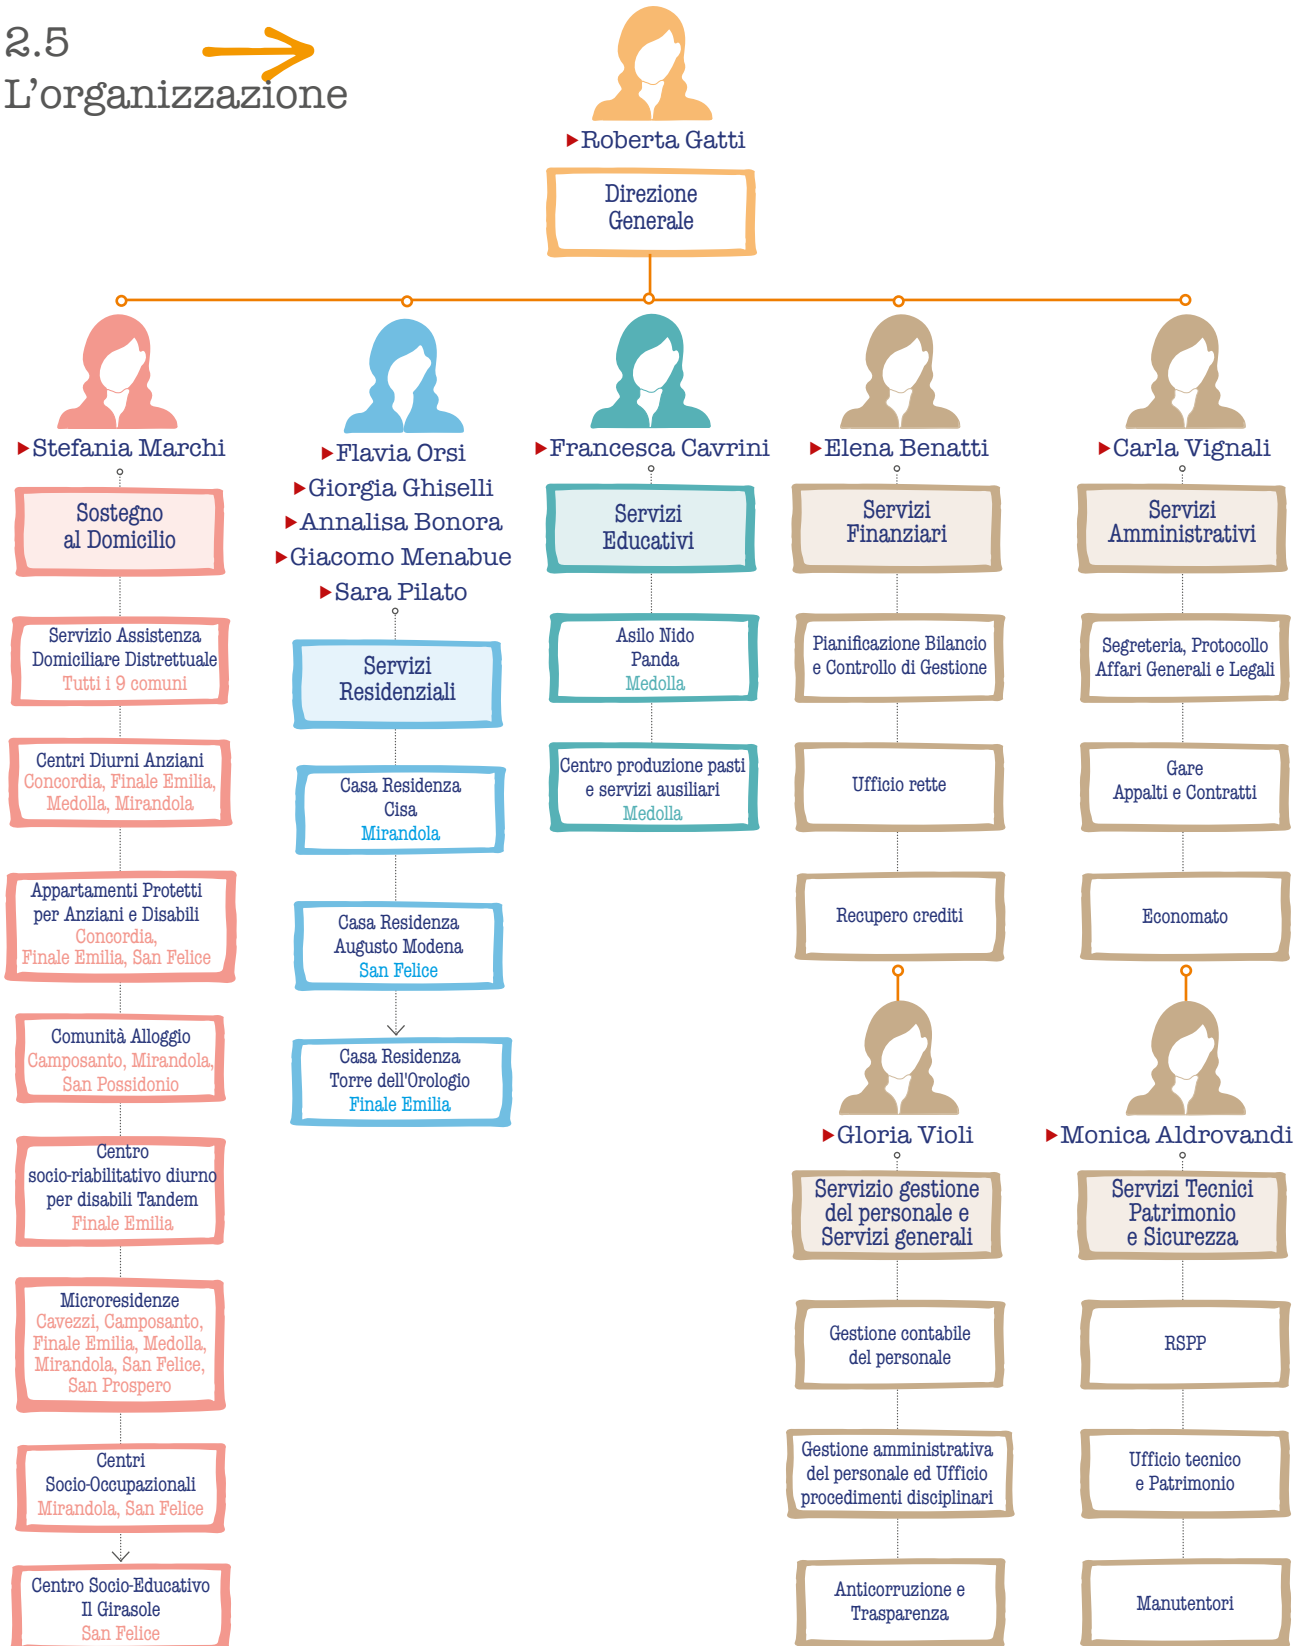 2.5
L'organizzazione
Roberta Gatti
Direzione
Generale
Stefania Marchi
Sostegno
al Domicilio
Servizio Assistenza
Domiciliare Distrettuale
Tutti i 9 comuni
Centri Diurni Anziani
Concordia, Finale Emilia,
Medolla, Mirandola
Appartamenti Protetti
per Anziani e Disabili
Concordia,
Finale Emilia, San Felice
Comunità Alloggio
Camposanto, Mirandola,
San Possidonio
Centro
socio-riabilitativo diurno
per disabili Tandem
Finale Emilia
Microresidenze
Cavezzi, Camposanto,
Finale Emilia, Medolla,
Mirandola, San Felice,
San Prospero
Centri
Socio-Occupazionali
Mirandola, San Felice
Centro Socio-Educativo
Il Girasole
San Felice
Flavia Orsi
Giorgia Ghiselli
Annalisa Bonora
Giacomo Menabue
Sara Pilato
Servizi
Residenziali
Casa Residenza
Cisa
Mirandola
Casa Residenza
Augusto Modena
San Felice
Casa Residenza
Torre dell'Orologio
Finale Emilia
Francesca Cavrini
Servizi
Educativi
Asilo Nido
Panda
Medolla
Centro produzione pasti
e servizi ausiliari
Medolla
Elena Benatti
Servizi
Finanziari
Pianificazione Bilancio
e Controllo di Gestione
Ufficio rette
Recupero crediti
Gloria Violi
Servizio gestione
del personale e
Servizi generali
Gestione contabile
del personale
Gestione amministrativa
del personale ed Ufficio
procedimenti disciplinari
Anticorruzione e
Trasparenza
Carla Vignali
Servizi
Amministrativi
Segreteria, Protocollo
Affari Generali e Legali
Gare
Appalti e Contratti
Economato
Monica Aldrovandi
Servizi Tecnici
Patrimonio
e Sicurezza
RSPP
Ufficio tecnico
e Patrimonio
Manutentori